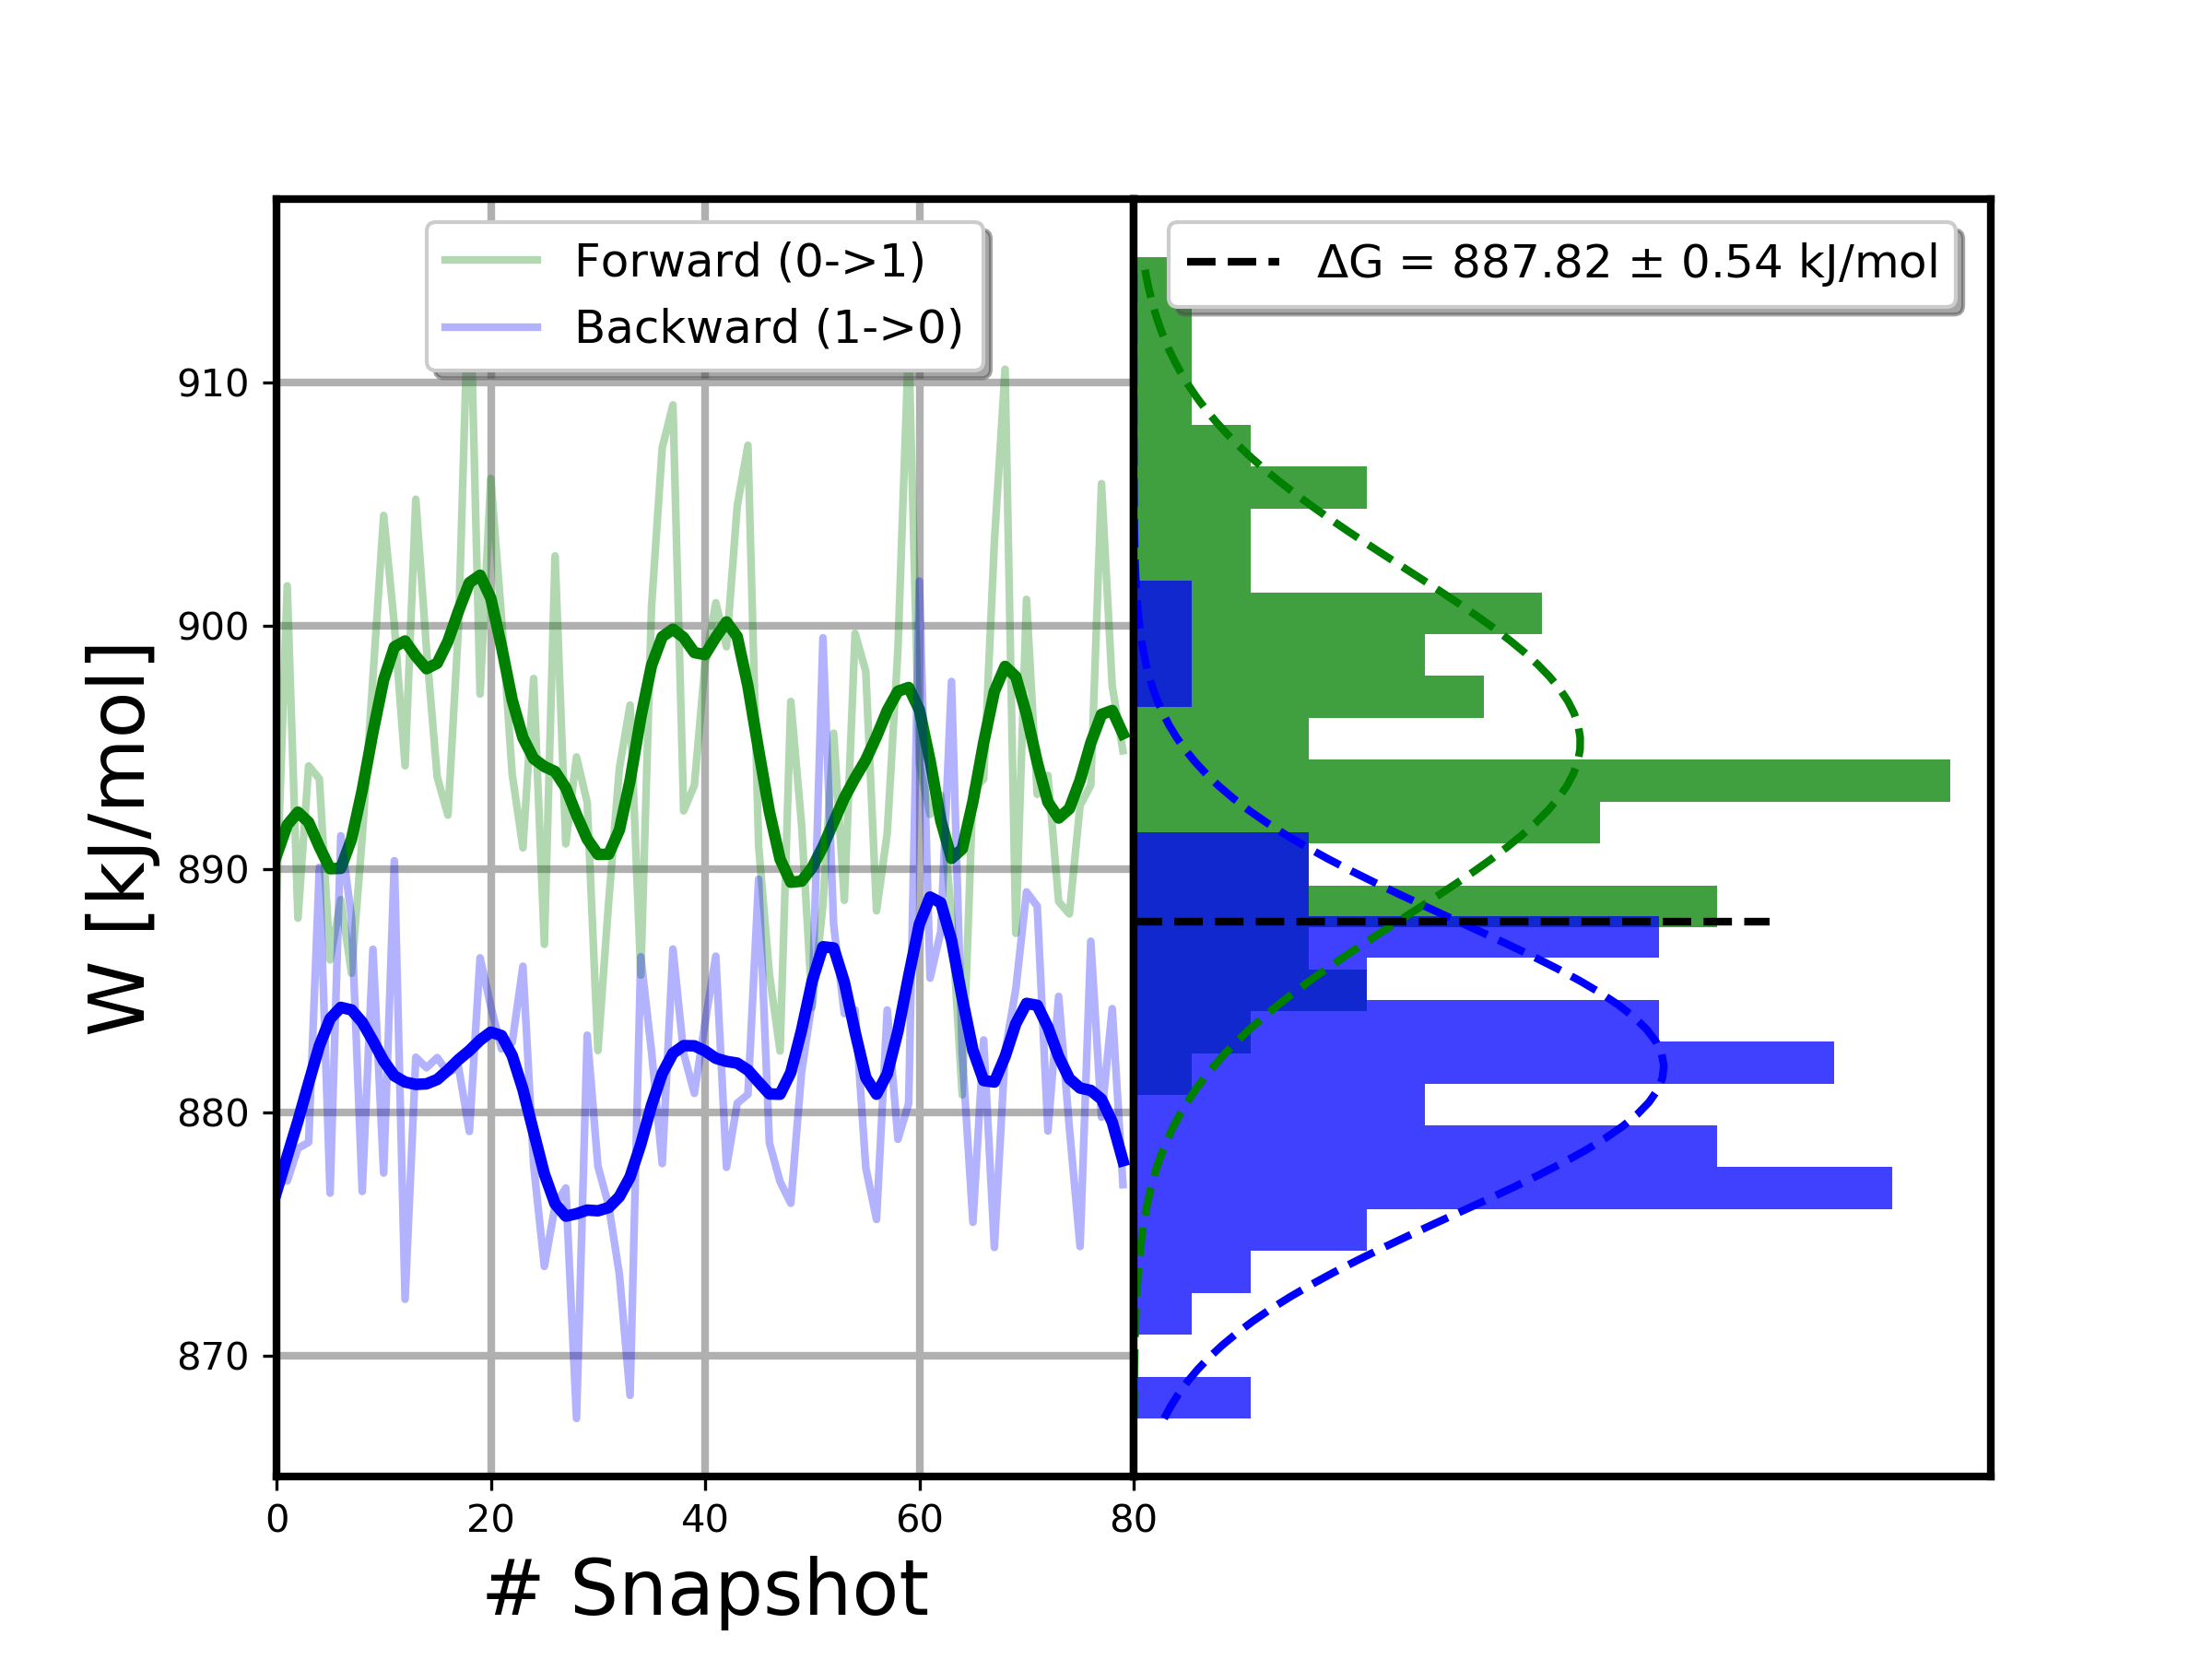 Forward (0->1)
Backward (1->0)
ΔG = 887.82 ± 0.54 kJ/mol
W [kJ/mol]
910
900
890
880
870
0 20 40 60 80
# Snapshot